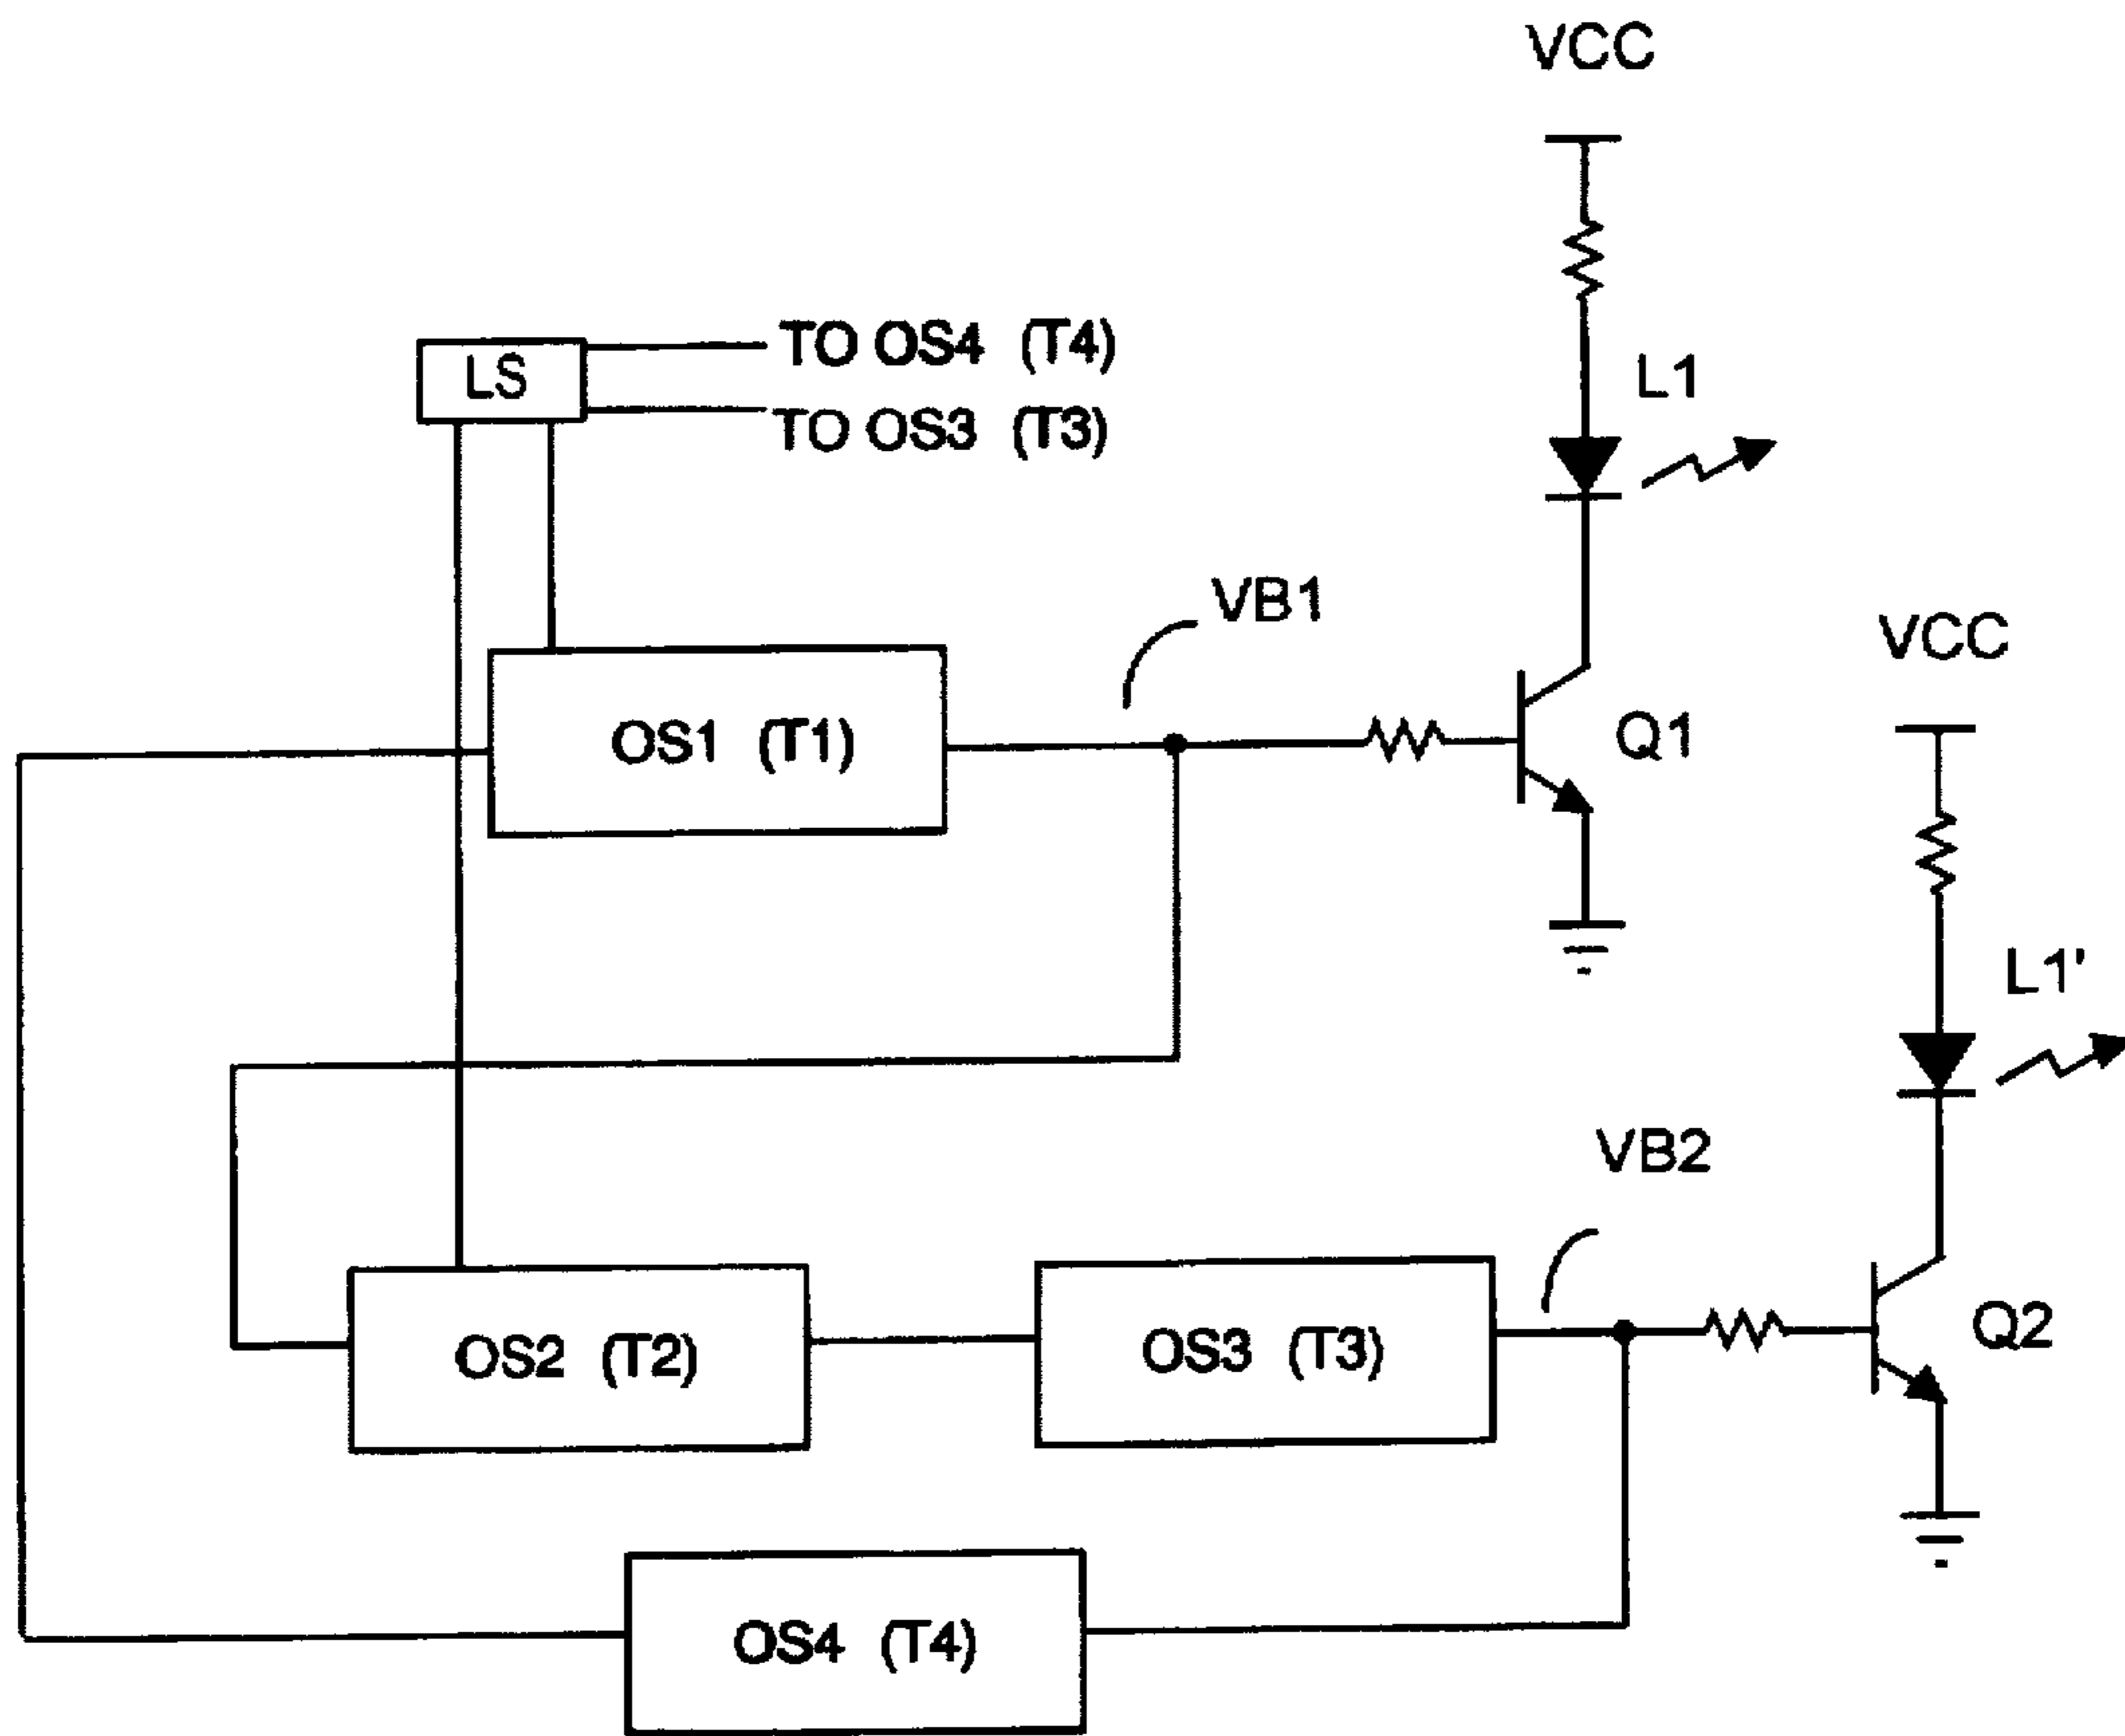 VCC
TO OS4 (T4)
LS
L1
TO OS3 (T3)
VB1
VCC
OS1 (T1)
Q1
L1'
VB2
OS2 (T2)
OS3 (T3)
Q2
OS4 (T4)